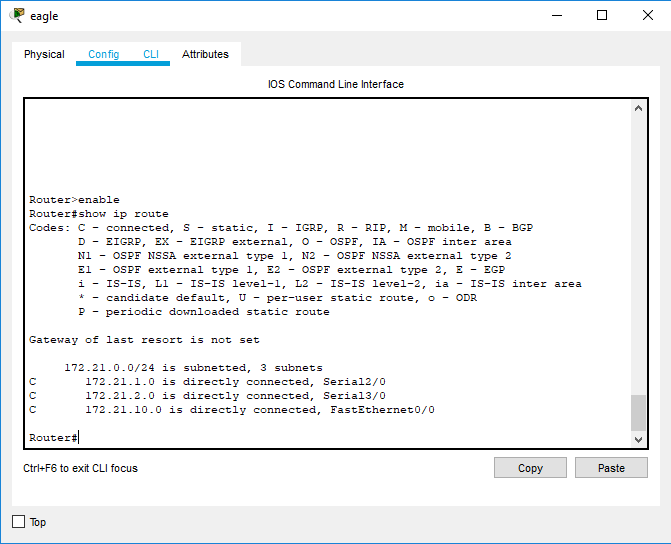 eagle
Physical Config CLI Attributes
IOS Command Line Interface
Router>enable
Router#show ip route
Codes: C - connected, S - static, I - IGRP, R - RIP, M - mobile, B - BGP
D - EIGRP, EX - EIGRP external, O - OSPF, IA - OSPF inter area
N1 - OSPF NSSA external type 1, N2 - OSPF NSSA external type 2
E1 - OSPF external type 1, E2 - OSPF external type 2, E - EGP
i - IS-IS, L1 - IS-IS level-1, L2 - IS-IS level-2, ia - IS-IS inter area
* - candidate default, U - per-user static route, o - ODR
P - periodic downloaded static route
Gateway of last resort is not set
172.21.0.0/24 is subnetted, 3 subnets
C 172.21.1.0 is directly connected, Serial2/0
C 172.21.2.0 is directly connected, Serial3/0
C 172.21.10.0 is directly connected, FastEthernet0/0
Router#
Ctrl+F6 to exit CLI focus
Copy Paste
Top